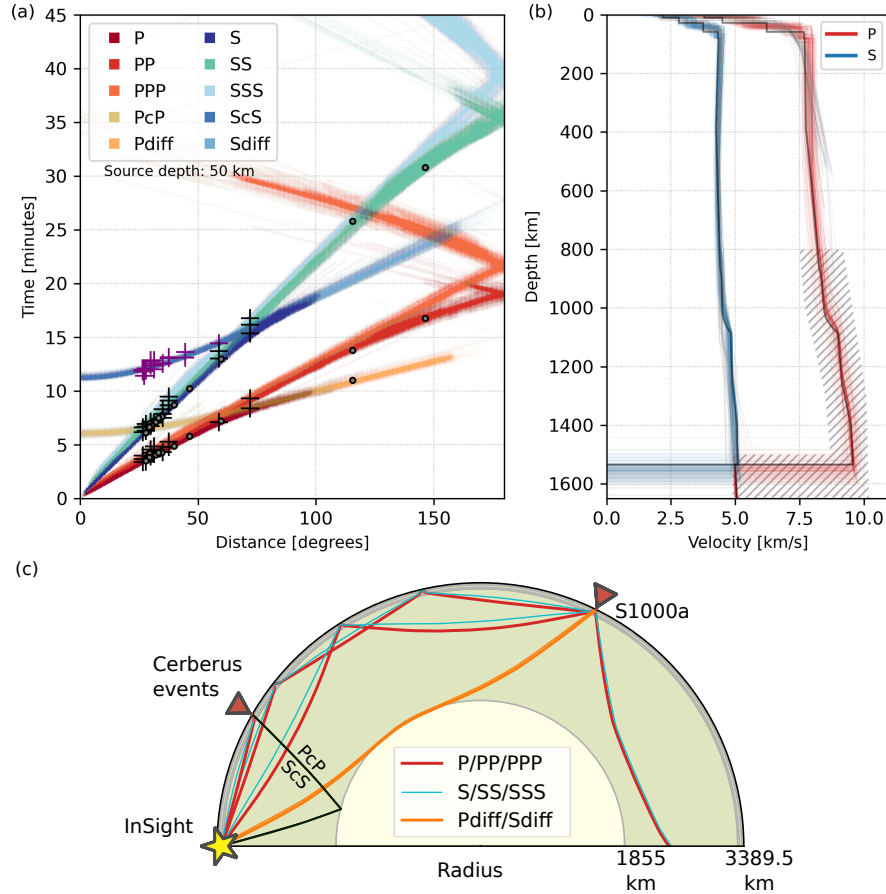 (a)
45
40
35
30
25
20
15
10
5
0
Time [minutes]
P
PP
PPP
PcP
Pdiff
S
SS
SSS
ScS
Sdiff
Source depth: 50 km
0
50
100
150
Distance [degrees]
(b)
0
200
400
600
800
1000
1200
1400
1600
Depth [km]
P
S
0.0
2.5
5.0
7.5
10.0
Velocity [km/s]
(c)
S1000a
Cerberus
events
PcP
ScS
InSight
P/PP/PPP
S/SS/SSS
Pdiff/Sdiff
Radius
1855
km
3389.5
km